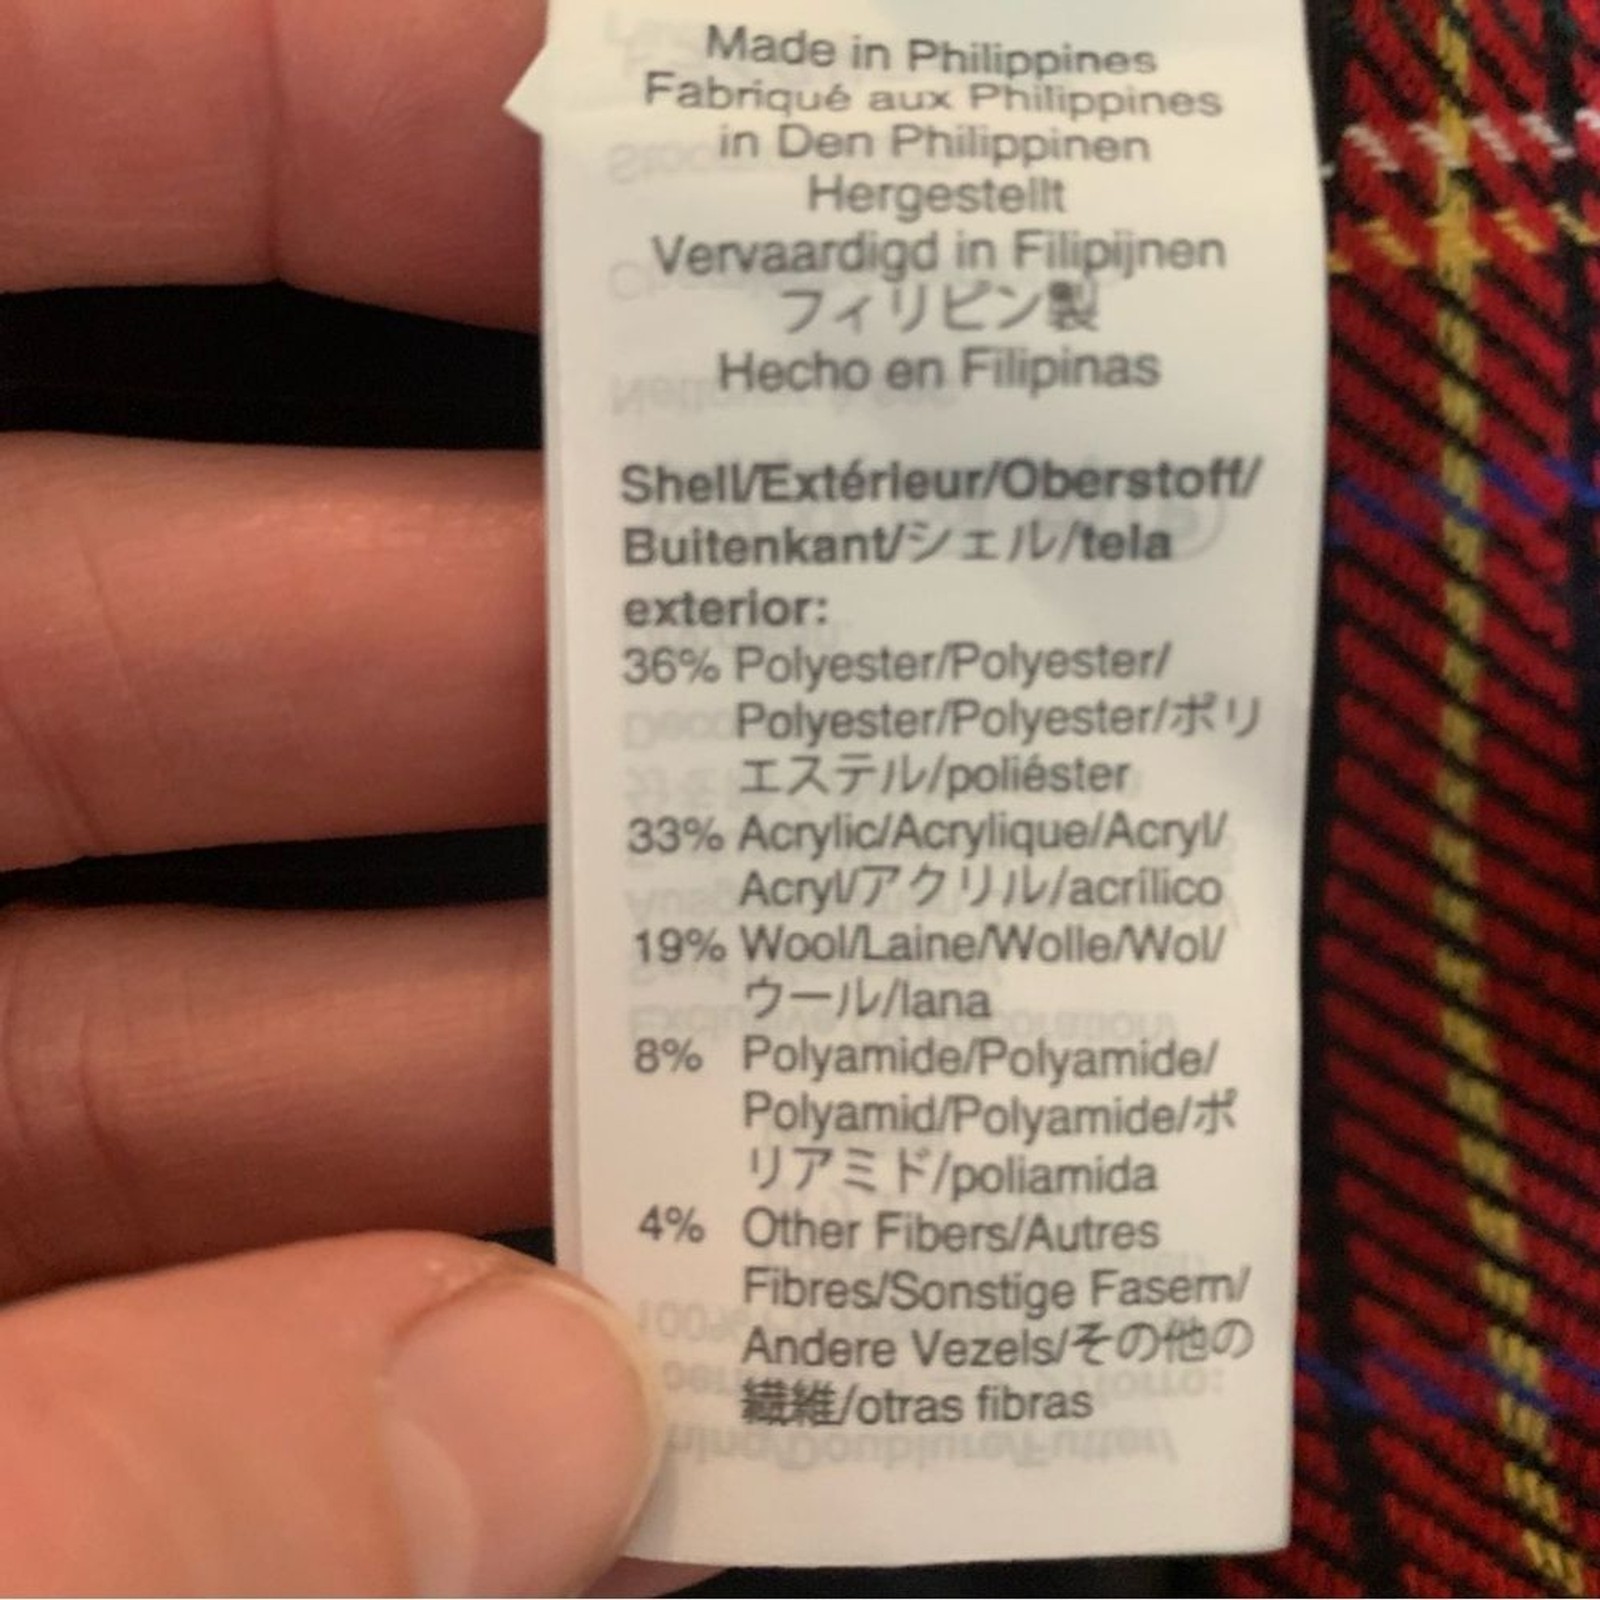 Made in Philippines
Fabriqué aux Philippines
in Den Philippinen
Hergestellt
Vervaardigd in Filipijnen
フィリピン製
Hecho en Filipinas
Shell/Extérieur/Oberstoff/
Buitenkant/シェル/tela
exterior:
36% Polyester/Polyester/
Polyester/Polyester/ポリ
エステル/poliéster
33% Acrylic/Acrylique/Acryl/
Acryl/アクリル/acrílico
19% Wool/Laine/Wolle/Wol/
ウール/lana
8% Polyamide/Polyamide/
Polyamid/Polyamide/ポ
リアミド/poliamida
4% Other Fibers/Autres
Fibres/Sonstige Fasern/
Andere Vezels/その他の
繊維/otras fibras